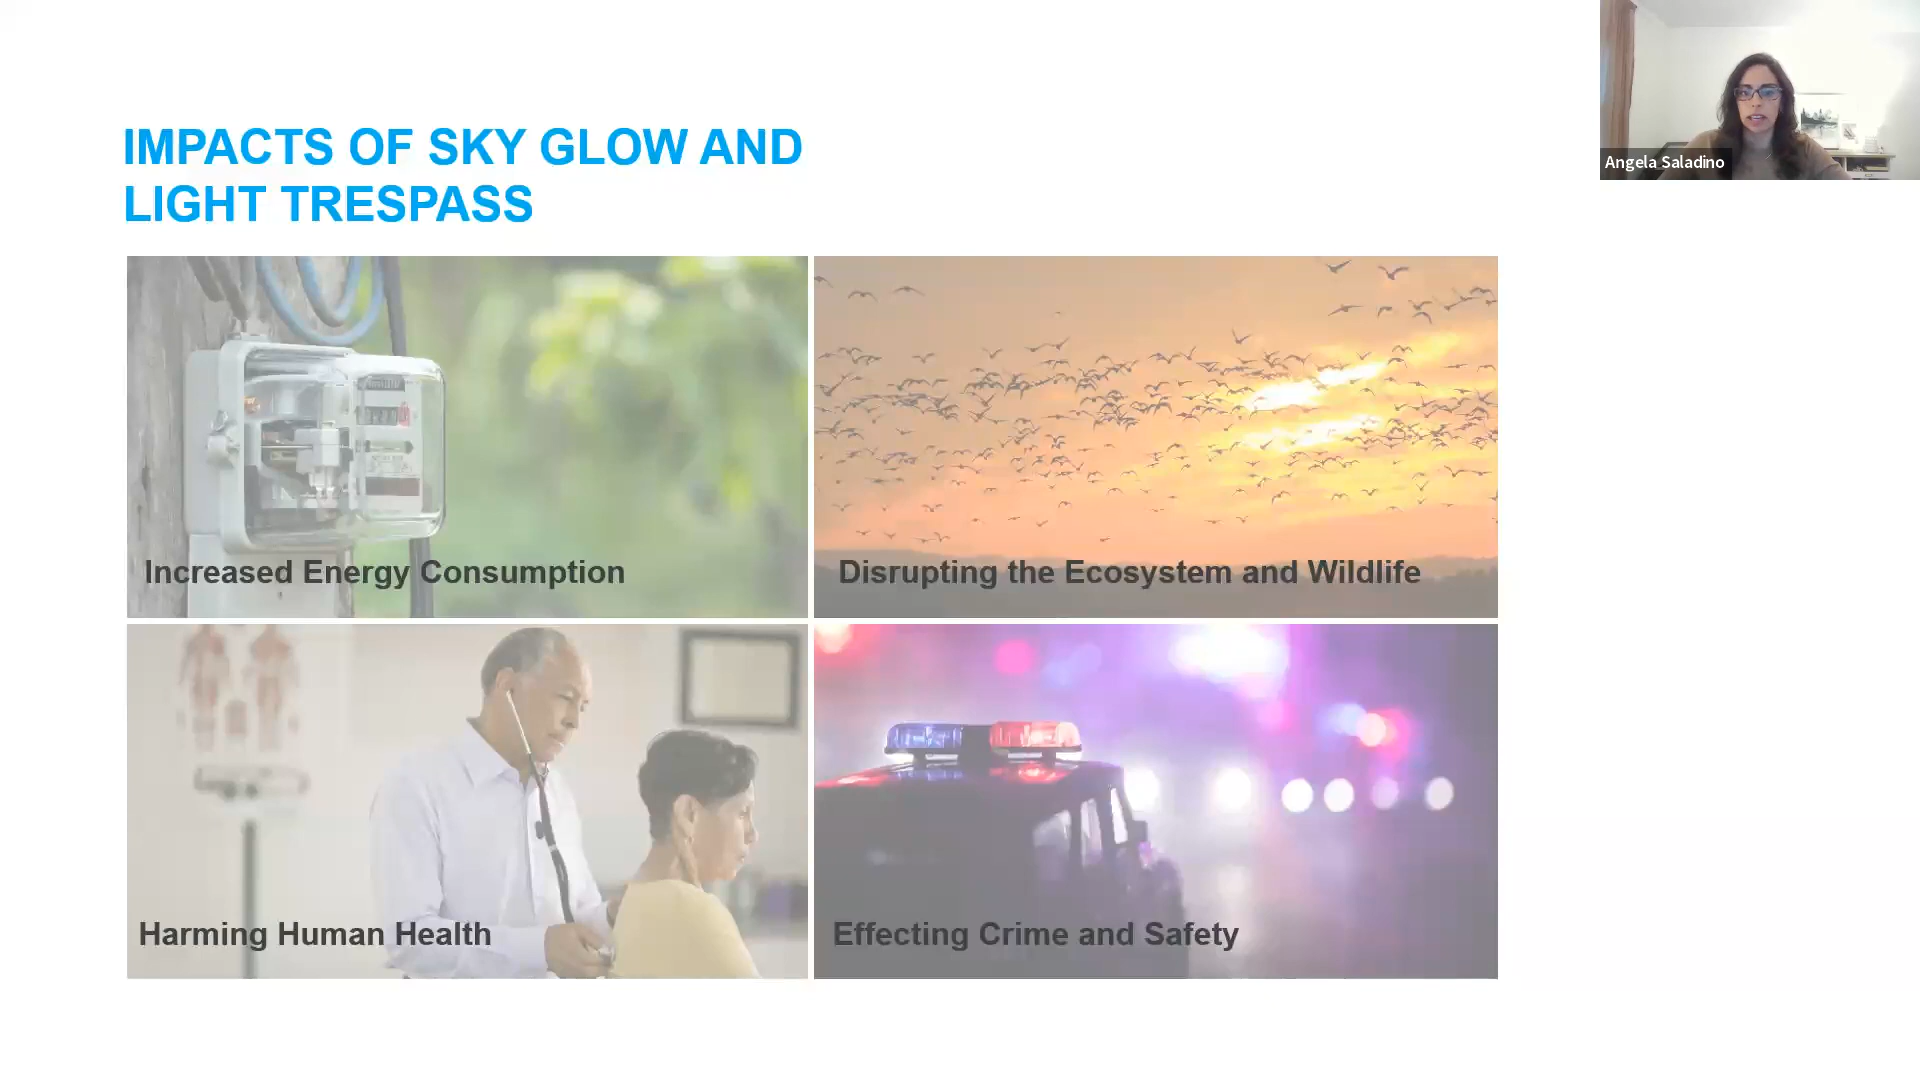 IMPACTS OF SKY GLOW AND
LIGHT TRESPASS
Angela Saladino
Increased Energy Consumption
Disrupting the Ecosystem and Wildlife
Harming Human Health
Effecting Crime and Safety